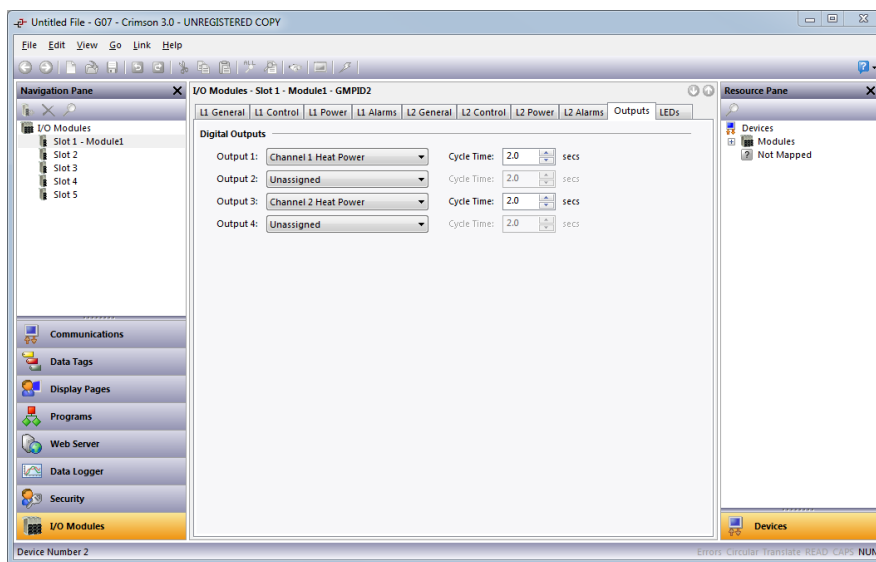 Untitled File - G07 - Crimson 3.0 - UNREGISTERED COPY
File Edit View Go Link Help
Navigation Pane
I/O Modules - Slot 1 - Module1 - GMPID2
Resource Pane
L1 General L1 Control L1 Power L1 Alarms L2 General L2 Control L2 Power L2 Alarms Outputs LEDs
I/O Modules
Slot 1 - Module1
Slot 2
Slot 3
Slot 4
Slot 5
Digital Outputs
Output 1: Channel 1 Heat Power Cycle Time: 2.0 secs
Output 2: Unassigned Cycle Time: 2.0 secs
Output 3: Channel 2 Heat Power Cycle Time: 2.0 secs
Output 4: Unassigned Cycle Time: 2.0 secs
Devices
Modules
Not Mapped
Communications
Data Tags
Display Pages
Programs
Web Server
Data Logger
Security
I/O Modules
Devices
Device Number 2
Errors Circular Translate READ CAPS NUM